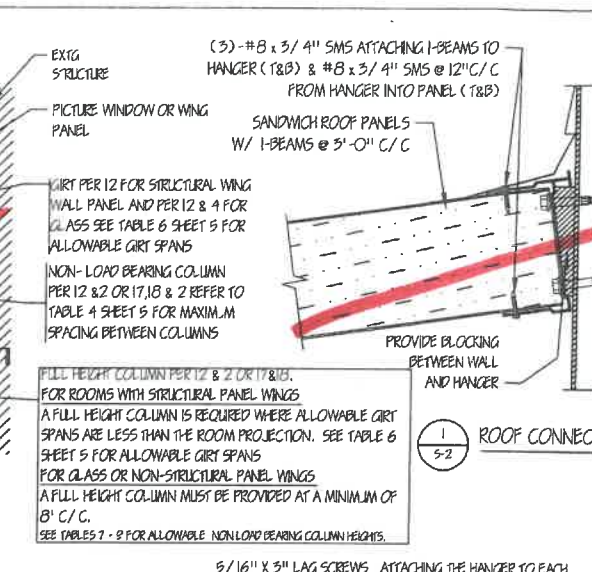 EXTG
STRUCTURE
PICTURE WINDOW OR WING
PANEL
GIRT PER 12 FOR STRUCTURAL WING
WALL PANEL AND PER 12 & 4 FOR
GLASS SEE TABLE 6 SHEET 5 FOR
ALLOWABLE GIRT SPANS
NON-LOAD BEARING COLUMN
PER 12 &2 OR 17,18 & 2 REFER TO
TABLE 4 SHEET 5 FOR MAXIMUM
SPACING BETWEEN COLUMNS
FULL HEIGHT COLUMN PER 12 & 2 OR 17&18.
FOR ROOMS WITH STRUCTURAL PANEL WINGS
A FULL HEIGHT COLUMN IS REQUIRED WHERE ALLOWABLE GIRT
SPANS ARE LESS THAN THE ROOM PROJECTION. SEE TABLE 6
SHEET 5 FOR ALLOWABLE GIRT SPANS
FOR GLASS OR NON-STRUCTURAL PANEL WINGS
A FULL HEIGHT COLUMN MUST BE PROVIDED AT A MINIMUM OF
8' C/C.
SEE TABLES 7 - 9 FOR ALLOWABLE NON LOAD BEARING COLUMN HEIGHTS.
(3)-#8 x 3/4" SMS ATTACHING I-BEAMS TO
HANGER (T&B) & #8 x 3/4" SMS @ 12"C/C
FROM HANGER INTO PANEL (T&B)
SANDWICH ROOF PANELS
W/ I-BEAMS @ 3'-0" C/C
PROVIDE BLOCKING
BETWEEN WALL
AND HANGER
1
S-2
ROOF CONNEC
5/16" X 3" LAG SCREWS ATTACHING THE HANGER TO EACH